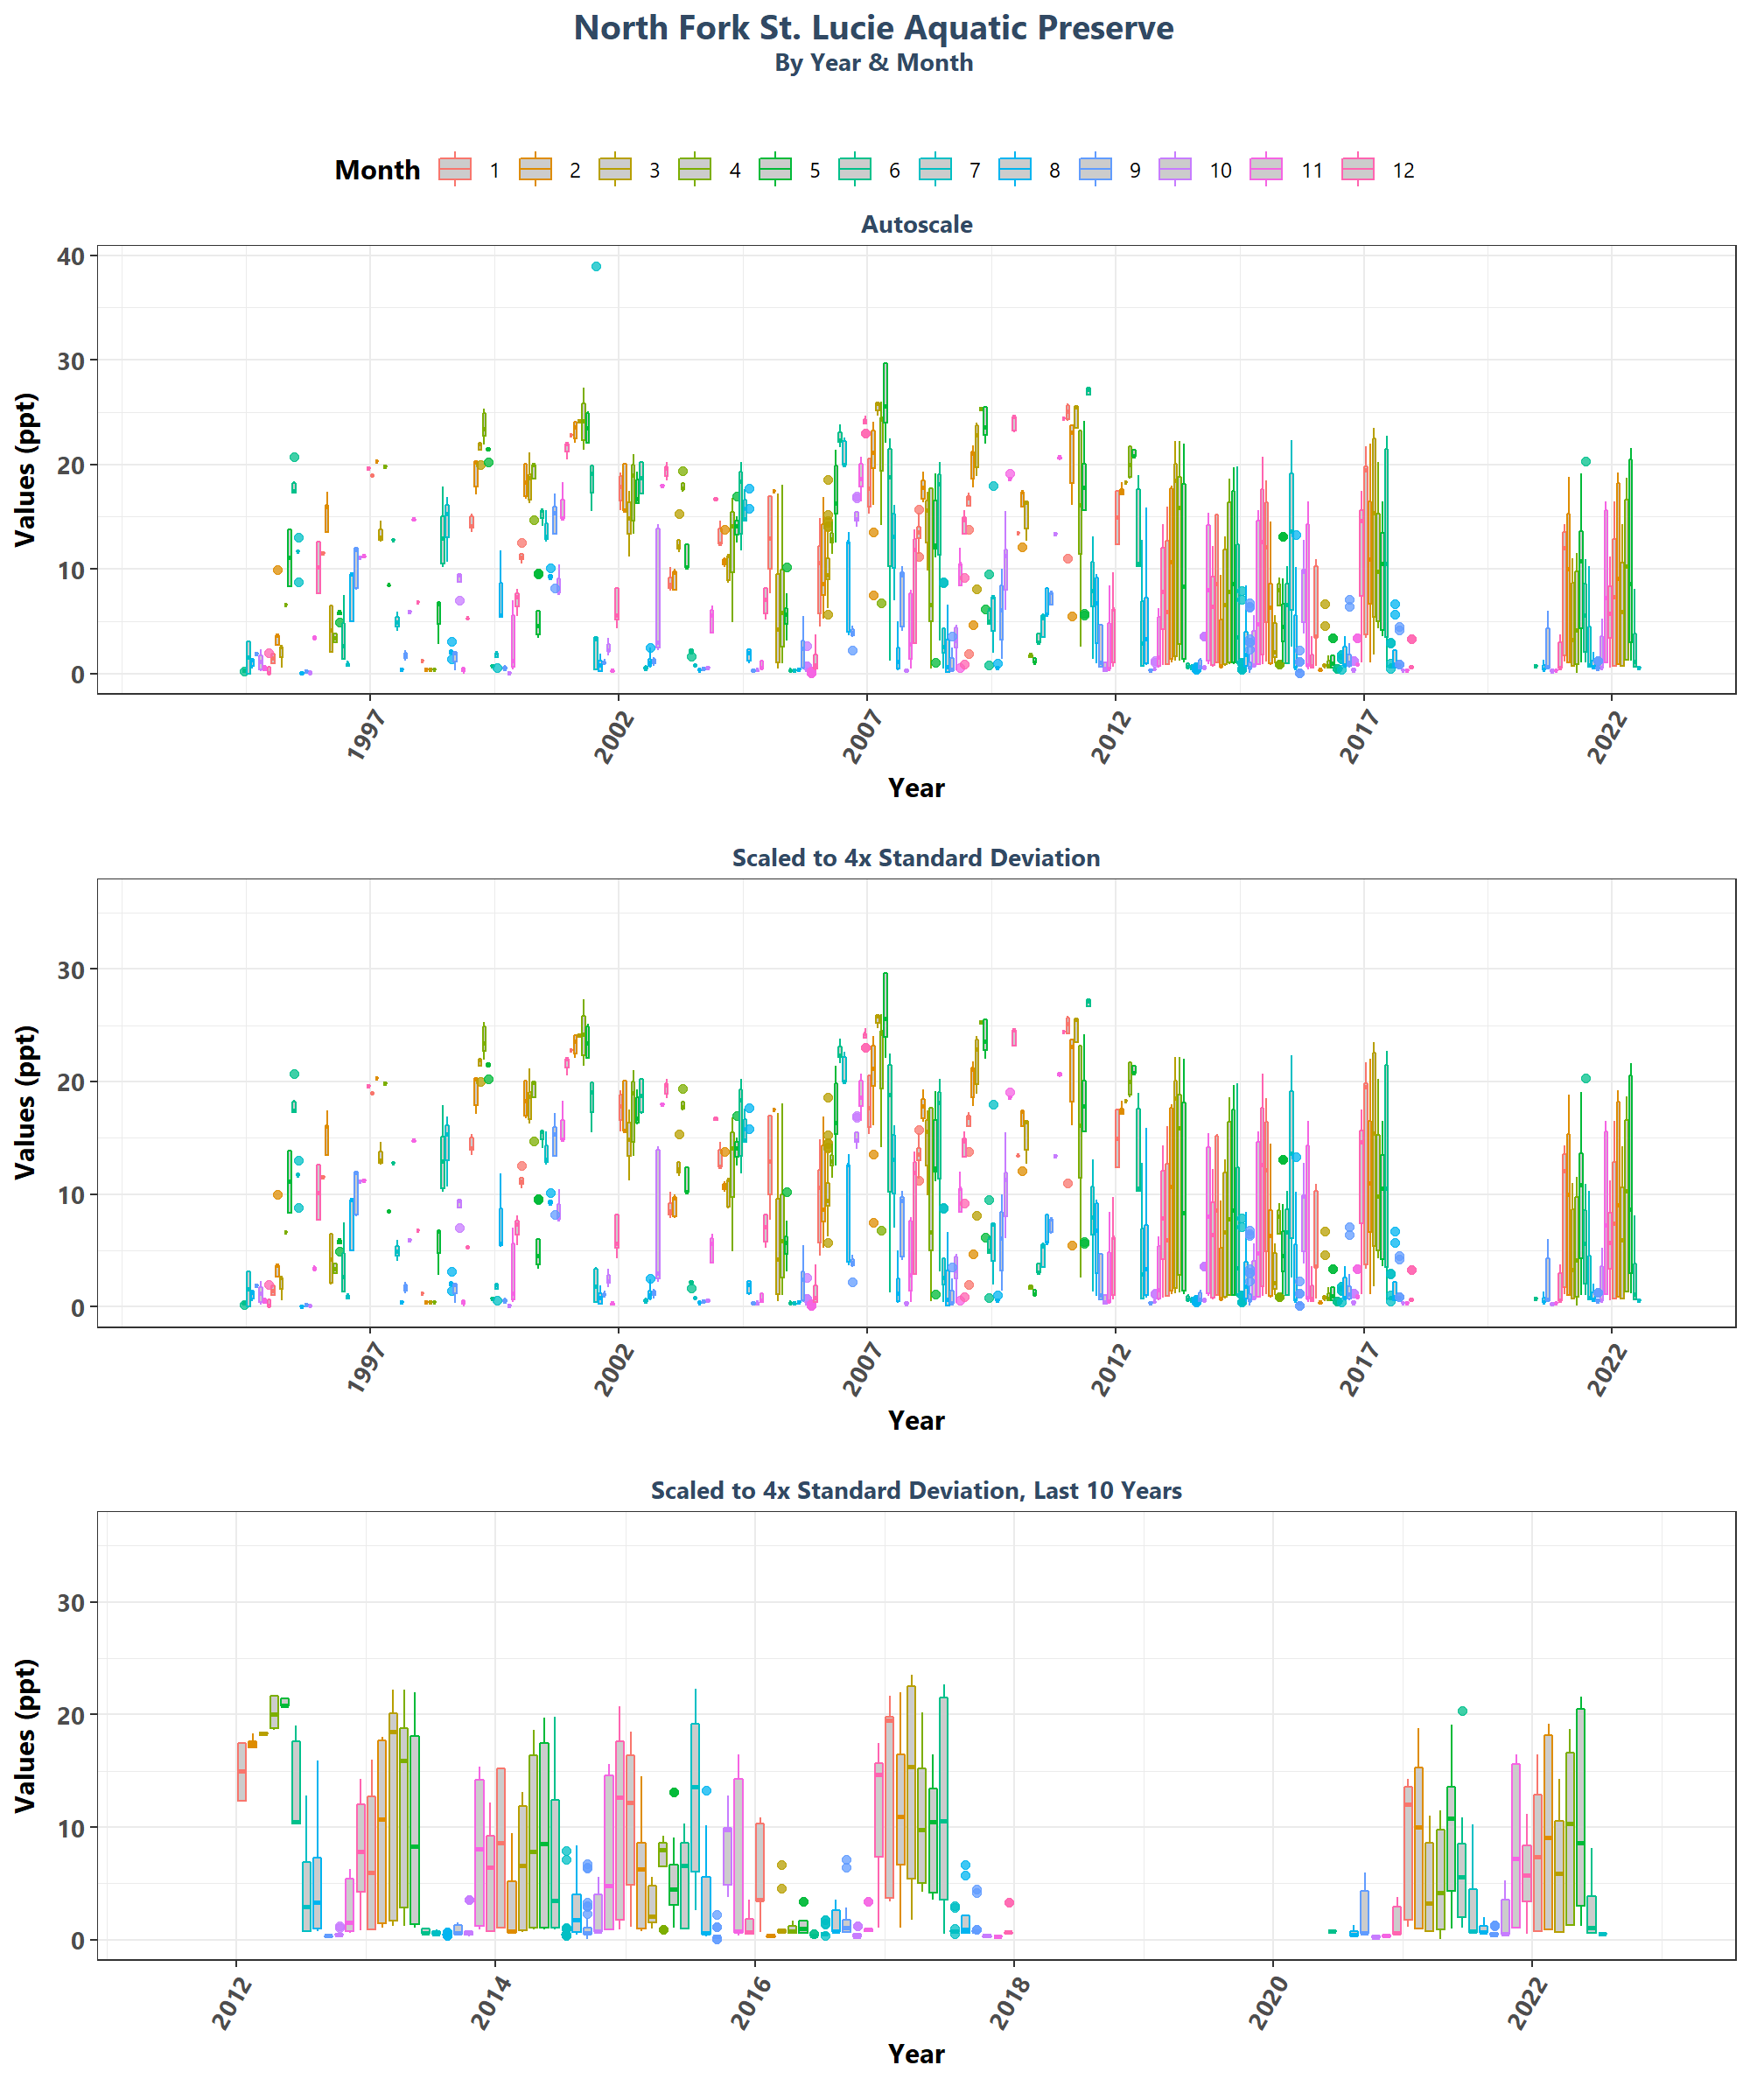 North Fork St. Lucie Aquatic Preserve
By Year & Month
Month 1 2 3 4 5 6 7 8 9 10 11 12
Autoscale
Values (ppt)
40
30
20
10
0
1997 2002 2007 2012 2017 2022
Year
Scaled to 4x Standard Deviation
Values (ppt)
30
20
10
0
1997 2002 2007 2012 2017 2022
Year
Scaled to 4x Standard Deviation, Last 10 Years
Values (ppt)
30
20
10
0
2012 2014 2016 2018 2020 2022
Year